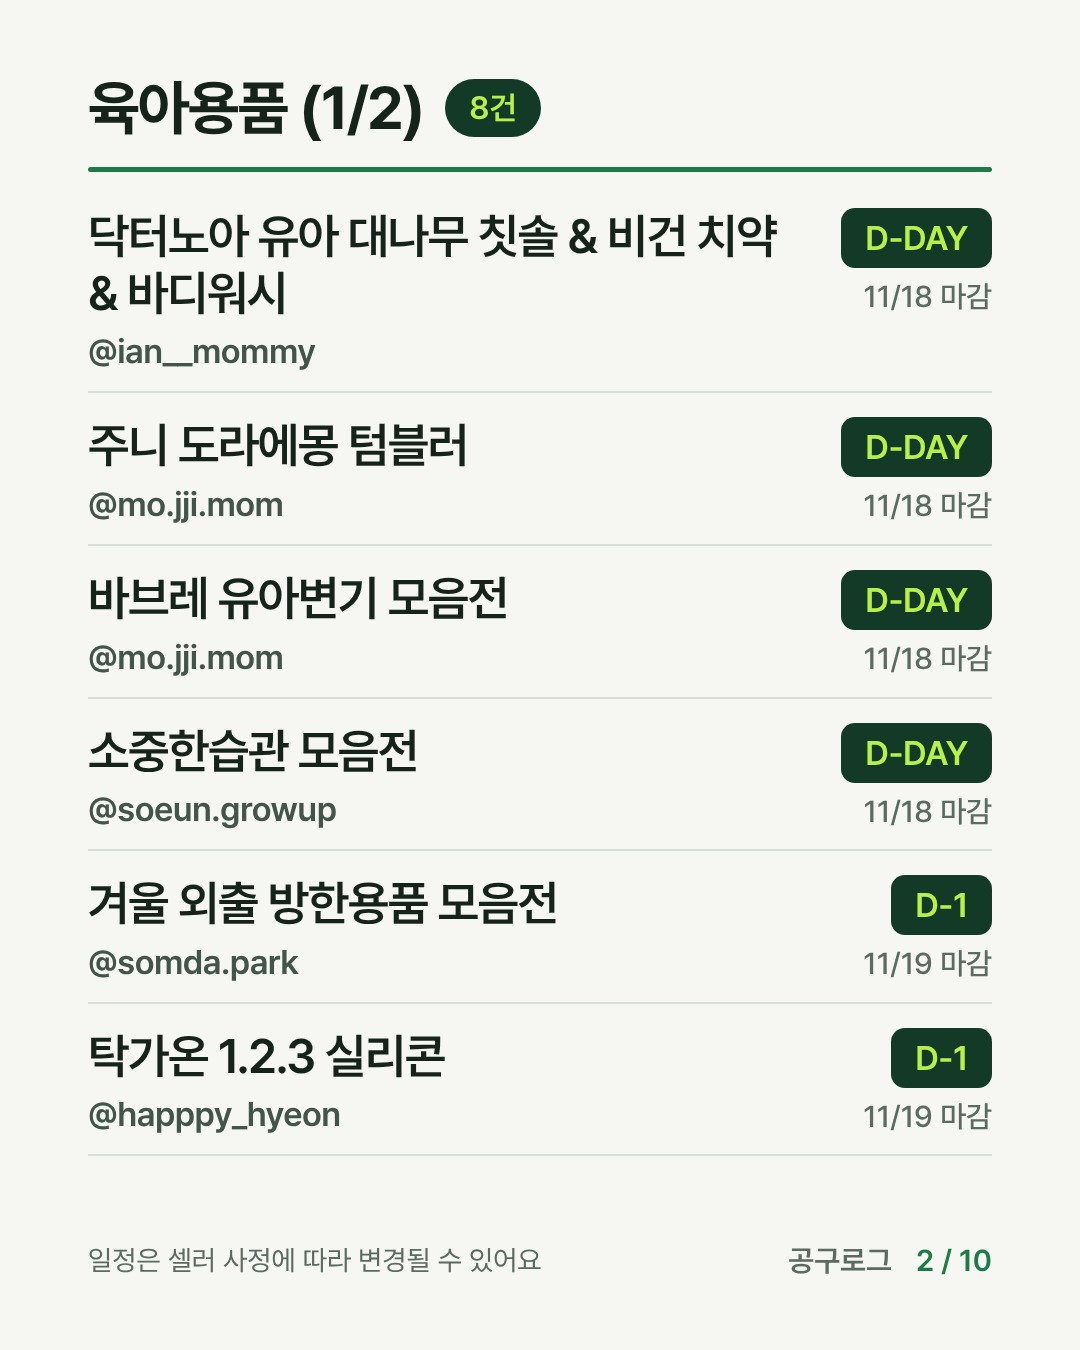 육아용품 (1/2) 8건
닥터노아 유아 대나무 칫솔 & 비건 치약
& 바디워시
@ian__mommy
D-DAY
11/18 마감
주니 도라에몽 텀블러
@mo.jji.mom
D-DAY
11/18 마감
바브레 유아변기 모음전
@mo.jji.mom
D-DAY
11/18 마감
소중한습관 모음전
@soeun.growup
D-DAY
11/18 마감
겨울 외출 방한용품 모음전
@somda.park
D-1
11/19 마감
탁가온 1.2.3 실리콘
@happpy_hyeon
D-1
11/19 마감
일정은 셀러 사정에 따라 변경될 수 있어요
공구로그 2 / 10